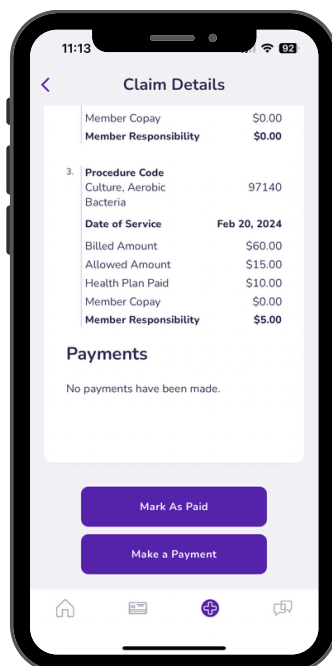 11:13
92
Claim Details
Member Copay $0.00
Member Responsibility $0.00
3. Procedure Code
Culture, Aerobic 97140
Bacteria
Date of Service Feb 20, 2024
Billed Amount $60.00
Allowed Amount $15.00
Health Plan Paid $10.00
Member Copay $0.00
Member Responsibility $5.00
Payments
No payments have been made.
Mark As Paid
Make a Payment